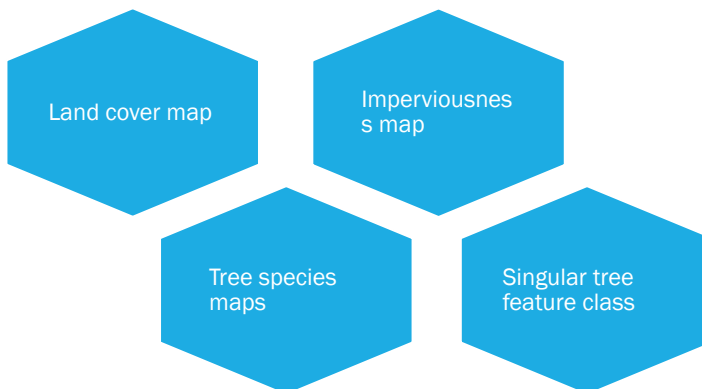 Land cover map
Imperviousnes
s map
Tree species
maps
Singular tree
feature class